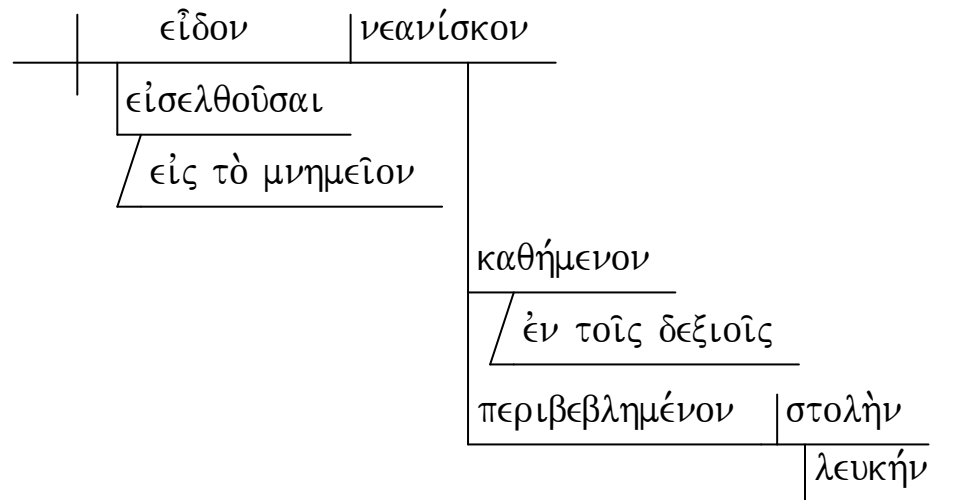 εἶδον νεανίσκον
εἰσελθοῦσαι
εἰς τὸ μνημεῖον
καθήμενον
ἐν τοῖς δεξιοῖς
περιβεβλημένον στολὴν
λευκήν